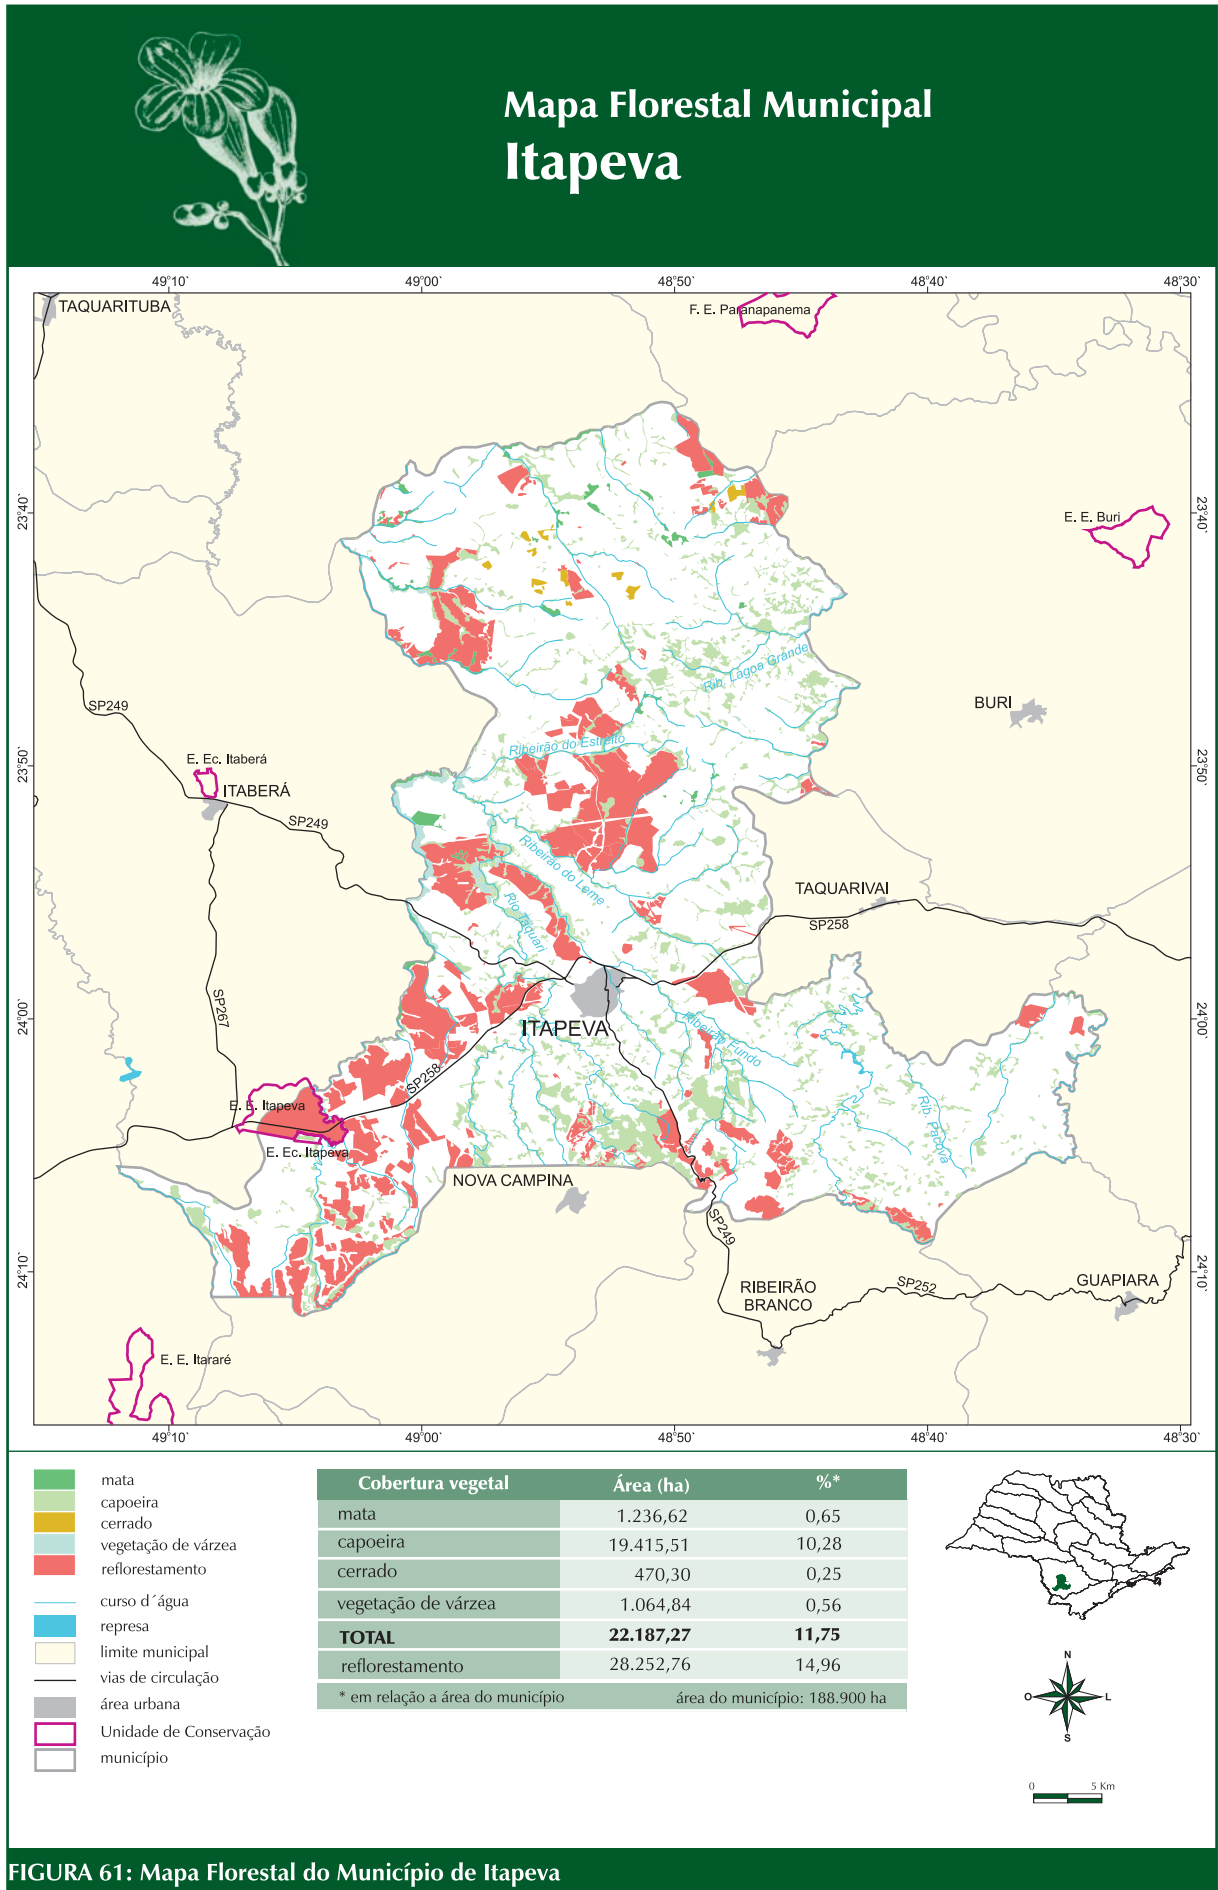 Mapa Florestal Municipal
Itapeva
49°10` 49°00` 48°50` 48°40` 48°30`
TAQUARITUBA
F. E. Paranapanema
23°40` 23°40`
E. E. Buri
Rib. Lagoa Grande
BURI
SP249
Ribeirão do Estreito
E. Ec. Itaberá
ITABERÁ
23°50` 23°50`
SP249
Ribeirão do Leme
TAQUARIVAI
Rio Taquari
SP258
SP267
24°00` 24°00`
ITAPEVA
Ribeirão Fundo
SP258
E. E. Itapeva
Rib. Pacova
E. Ec. Itapeva
NOVA CAMPINA
SP249
24°10` 24°10`
RIBEIRÃO
BRANCO
SP252
GUAPIARA
E. E. Itararé
49°10` 49°00` 48°50` 48°40` 48°30`
mata
capoeira
cerrado
vegetação de várzea
reflorestamento
curso d´água
represa
limite municipal
vias de circulação
área urbana
Unidade de Conservação
município
Cobertura vegetal Área (ha) %*
mata 1.236,62 0,65
capoeira 19.415,51 10,28
cerrado 470,30 0,25
vegetação de várzea 1.064,84 0,56
TOTAL 22.187,27 11,75
reflorestamento 28.252,76 14,96
* em relação a área do município área do município: 188.900 ha
N
O L
S
0 5 Km
FIGURA 61: Mapa Florestal do Município de Itapeva